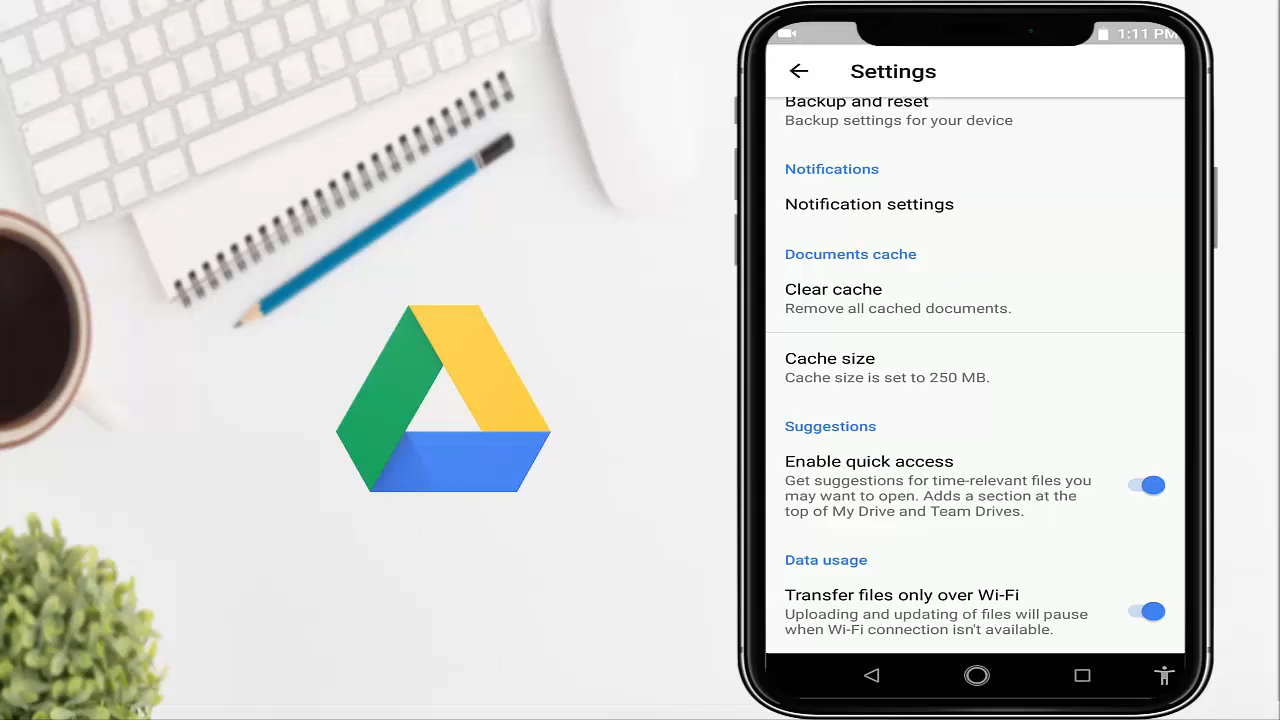 1:11 PM
Settings
Backup and reset
Backup settings for your device
Notifications
Notification settings
Documents cache
Clear cache
Remove all cached documents.
Cache size
Cache size is set to 250 MB.
Suggestions
Enable quick access
Get suggestions for time-relevant files you
may want to open. Adds a section at the
top of My Drive and Team Drives.
Data usage
Transfer files only over Wi-Fi
Uploading and updating of files will pause
when Wi-Fi connection isn't available.